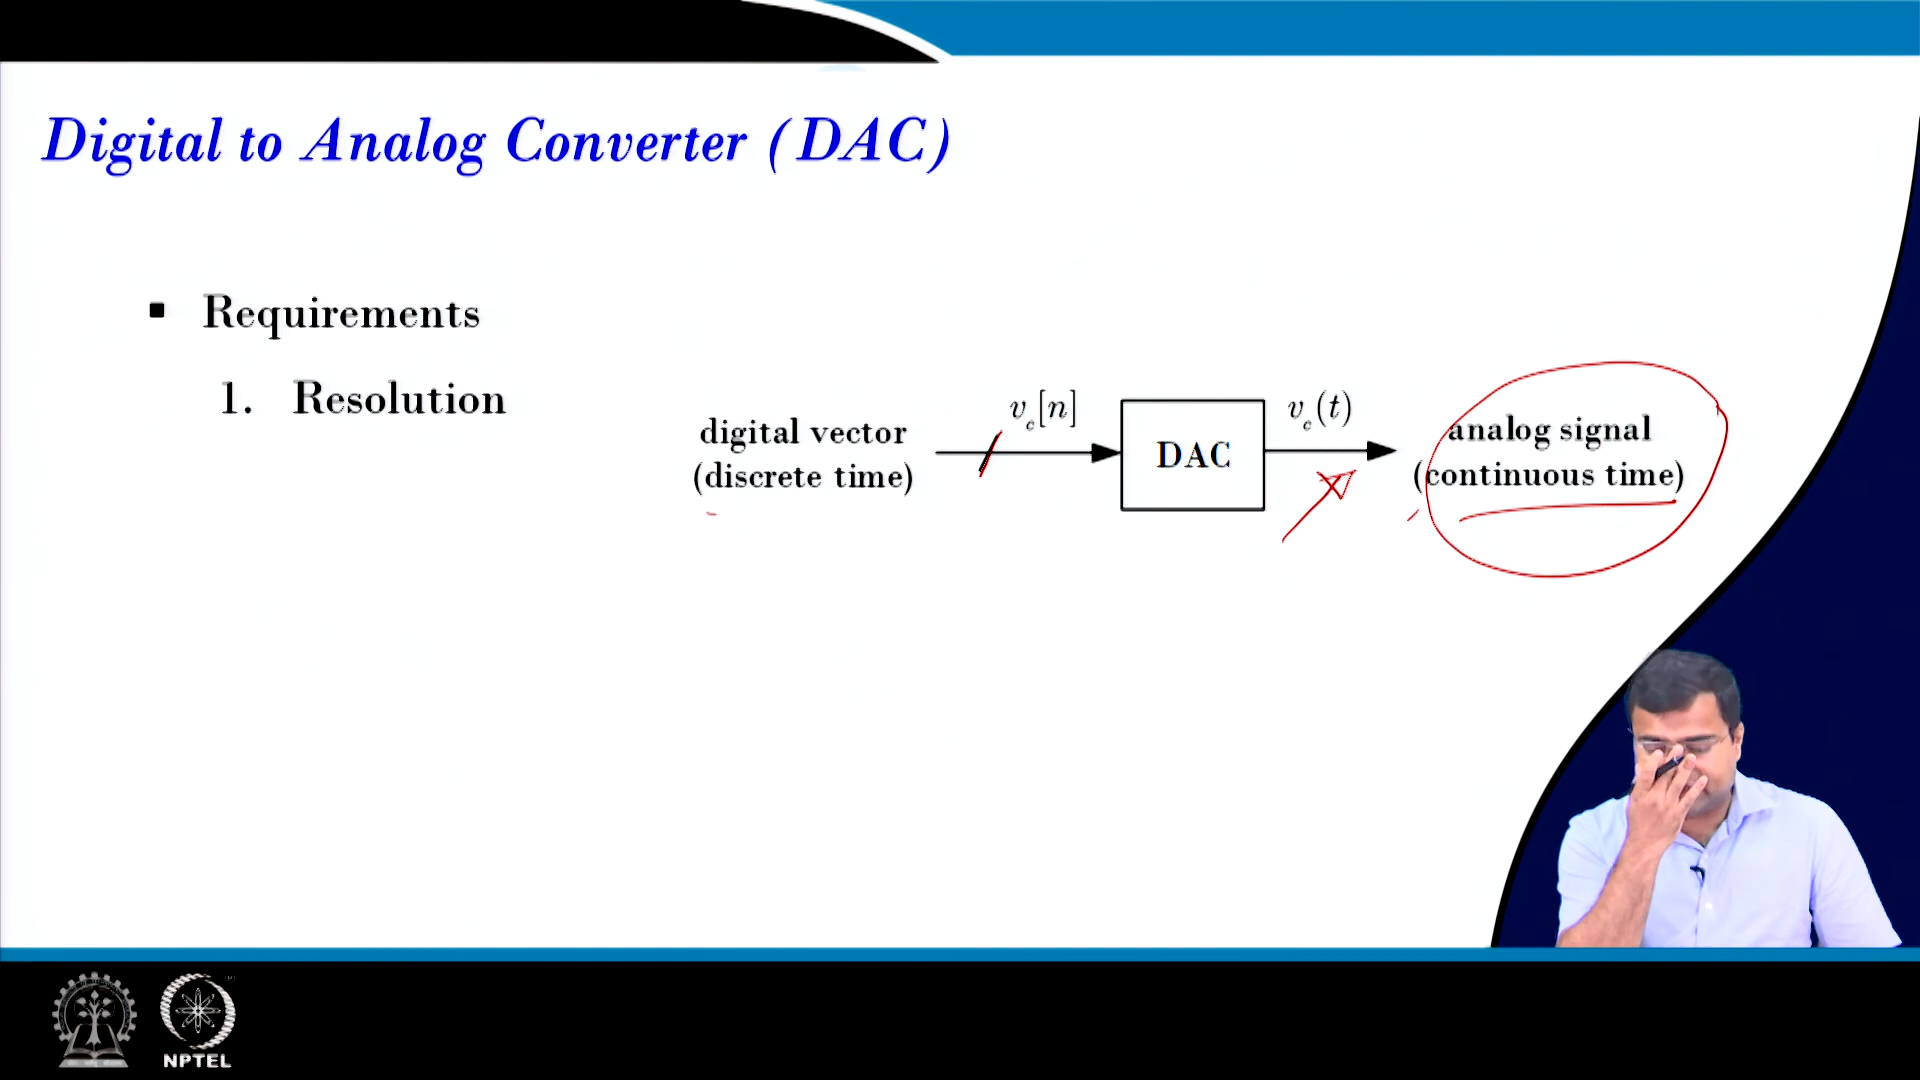 Digital to Analog Converter (DAC)
▪ Requirements
1. Resolution
digital vector
(discrete time)
v_c[n]
DAC
v_c(t)
analog signal
(continuous time)
NPTEL